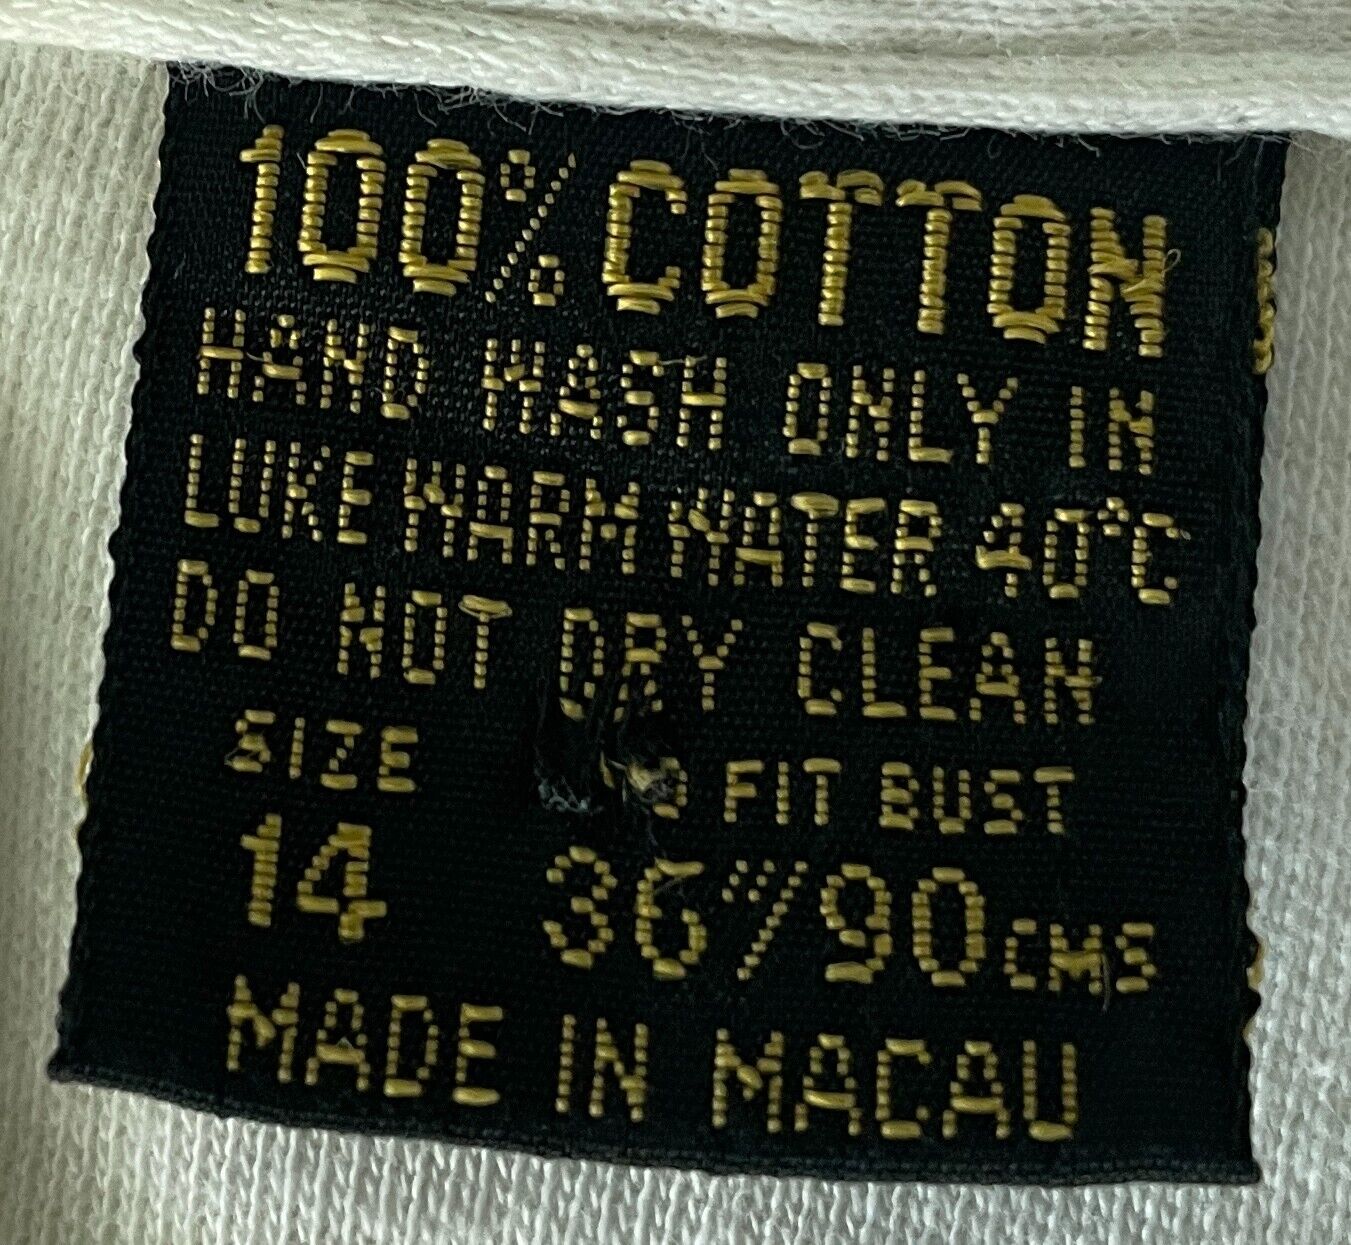 100% COTTON
HAND WASH ONLY IN
LUKE WARM WATER 40°C
DO NOT DRY CLEAN
SIZE FIT BUST
14 36"/90CMS
MADE IN MACAU